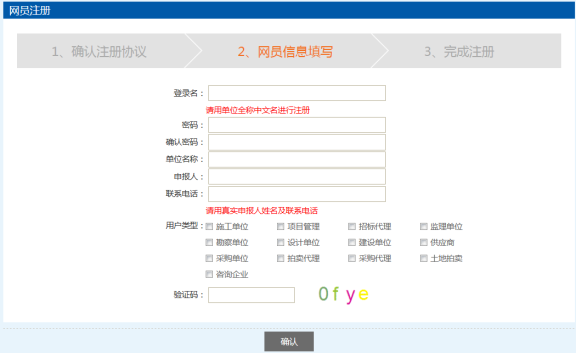 网员注册
1、确认注册协议 2、网员信息填写 3、完成注册
登录名：
请用单位全称中文名进行注册
密码：
确认密码：
单位名称：
申报人：
联系电话：
请用真实申报人姓名及联系电话
用户类型： 施工单位 项目管理 招标代理 监理单位
勘察单位 设计单位 建设单位 供应商
采购单位 拍卖代理 采购代理 土地拍卖
咨询企业
验证码： 0fye
确认